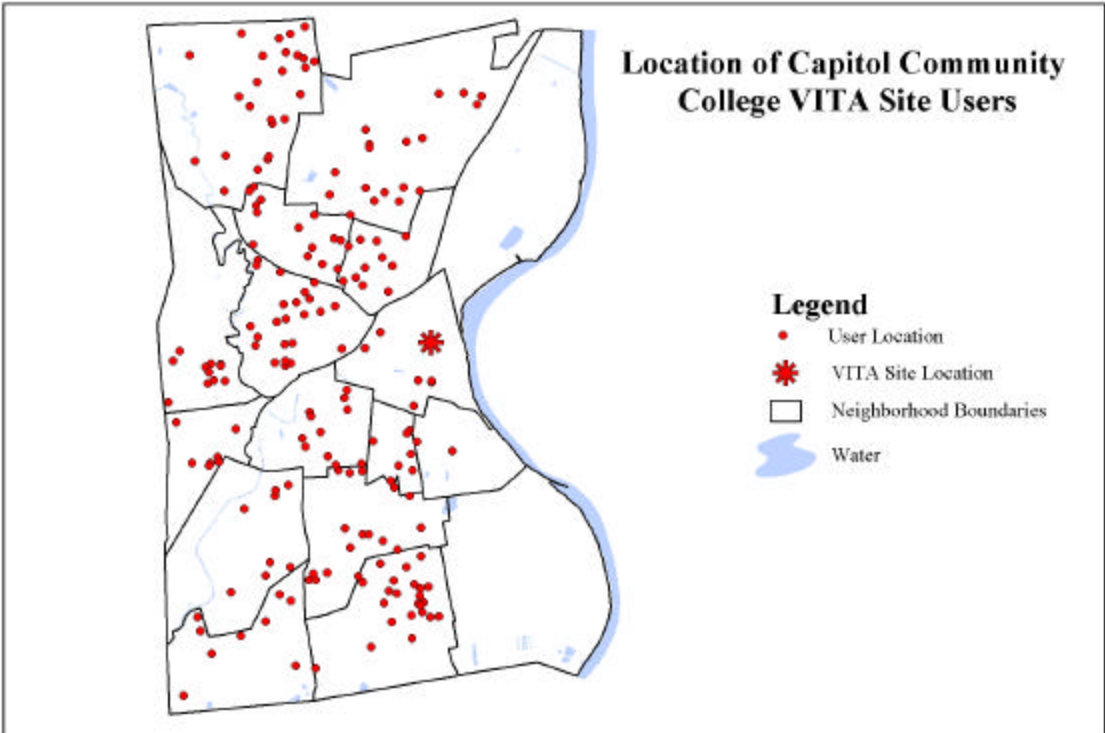 Location of Capitol Community
College VITA Site Users
Legend
User Location
VITA Site Location
Neighborhood Boundaries
Water